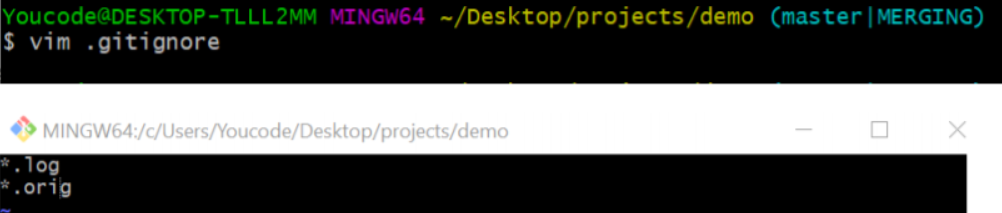 Youcode@DESKTOP-TLLL2MM MINGW64 ~/Desktop/projects/demo (master|MERGING)
$ vim .gitignore
MINGW64:/c/Users/Youcode/Desktop/projects/demo
*.log
*.orig
~